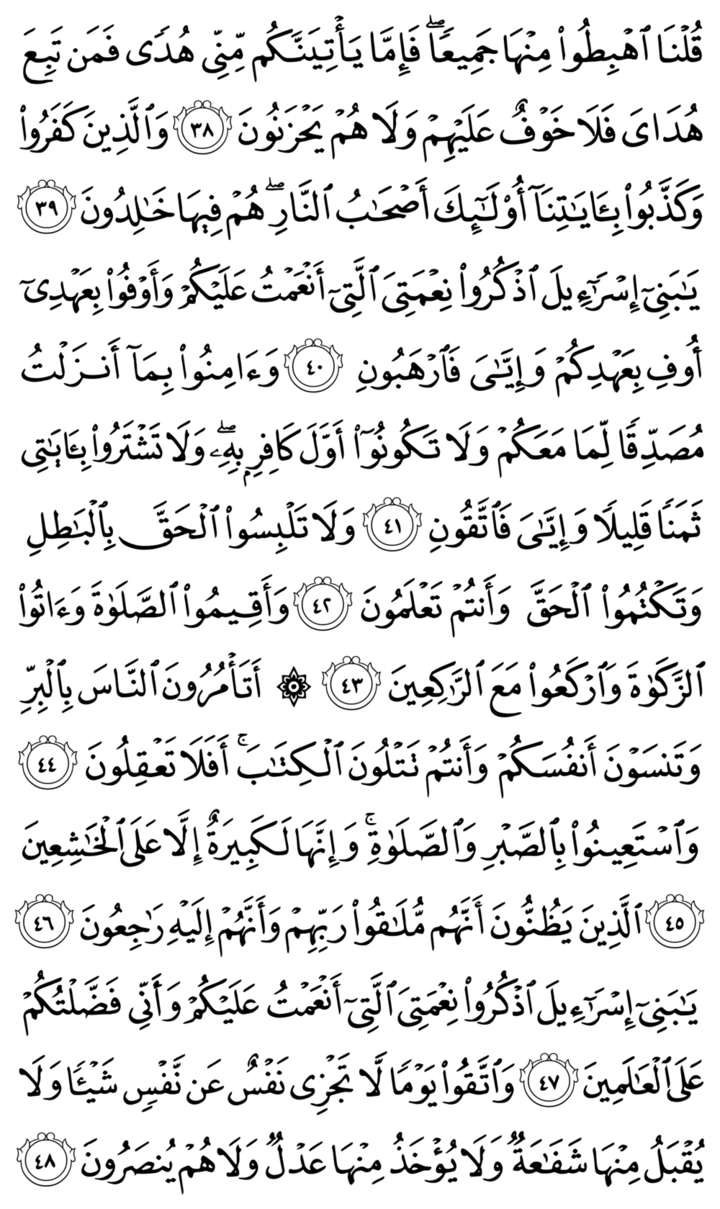 قُلۡنَا ٱهۡبِطُواْ مِنۡهَا جَمِيعٗاۖ فَإِمَّا يَأۡتِيَنَّكُم مِّنِّي هُدٗى فَمَن تَبِعَ
هُدَايَ فَلَا خَوۡفٌ عَلَيۡهِمۡ وَلَا هُمۡ يَحۡزَنُونَ ٣٨ وَٱلَّذِينَ كَفَرُواْ
وَكَذَّبُواْ بِـَٔايَٰتِنَآ أُوْلَٰٓئِكَ أَصۡحَٰبُ ٱلنَّارِۖ هُمۡ فِيهَا خَٰلِدُونَ ٣٩
يَٰبَنِيٓ إِسۡرَٰٓءِيلَ ٱذۡكُرُواْ نِعۡمَتِيَ ٱلَّتِيٓ أَنۡعَمۡتُ عَلَيۡكُمۡ وَأَوۡفُواْ بِعَهۡدِيٓ
أُوفِ بِعَهۡدِكُمۡ وَإِيَّٰيَ فَٱرۡهَبُونِ ٤٠ وَءَامِنُواْ بِمَآ أَنزَلۡتُ
مُصَدِّقٗا لِّمَا مَعَكُمۡ وَلَا تَكُونُوٓاْ أَوَّلَ كَافِرِۭ بِهِۦۖ وَلَا تَشۡتَرُواْ بِـَٔايَٰتِي
ثَمَنٗا قَلِيلٗا وَإِيَّٰيَ فَٱتَّقُونِ ٤١ وَلَا تَلۡبِسُواْ ٱلۡحَقَّ بِٱلۡبَٰطِلِ
وَتَكۡتُمُواْ ٱلۡحَقَّ وَأَنتُمۡ تَعۡلَمُونَ ٤٢ وَأَقِيمُواْ ٱلصَّلَوٰةَ وَءَاتُواْ
ٱلزَّكَوٰةَ وَٱرۡكَعُواْ مَعَ ٱلرَّٰكِعِينَ ٤٣ ۞ أَتَأۡمُرُونَ ٱلنَّاسَ بِٱلۡبِرِّ
وَتَنسَوۡنَ أَنفُسَكُمۡ وَأَنتُمۡ تَتۡلُونَ ٱلۡكِتَٰبَۚ أَفَلَا تَعۡقِلُونَ ٤٤
وَٱسۡتَعِينُواْ بِٱلصَّبۡرِ وَٱلصَّلَوٰةِۚ وَإِنَّهَا لَكَبِيرَةٌ إِلَّا عَلَى ٱلۡخَٰشِعِينَ
٤٥ ٱلَّذِينَ يَظُنُّونَ أَنَّهُم مُّلَٰقُواْ رَبِّهِمۡ وَأَنَّهُمۡ إِلَيۡهِ رَٰجِعُونَ ٤٦
يَٰبَنِيٓ إِسۡرَٰٓءِيلَ ٱذۡكُرُواْ نِعۡمَتِيَ ٱلَّتِيٓ أَنۡعَمۡتُ عَلَيۡكُمۡ وَأَنِّي فَضَّلۡتُكُمۡ
عَلَى ٱلۡعَٰلَمِينَ ٤٧ وَٱتَّقُواْ يَوۡمٗا لَّا تَجۡزِي نَفۡسٌ عَن نَّفۡسٖ شَيۡـٔٗا وَلَا
يُقۡبَلُ مِنۡهَا شَفَٰعَةٞ وَلَا يُؤۡخَذُ مِنۡهَا عَدۡلٞ وَلَا هُمۡ يُنصَرُونَ ٤٨